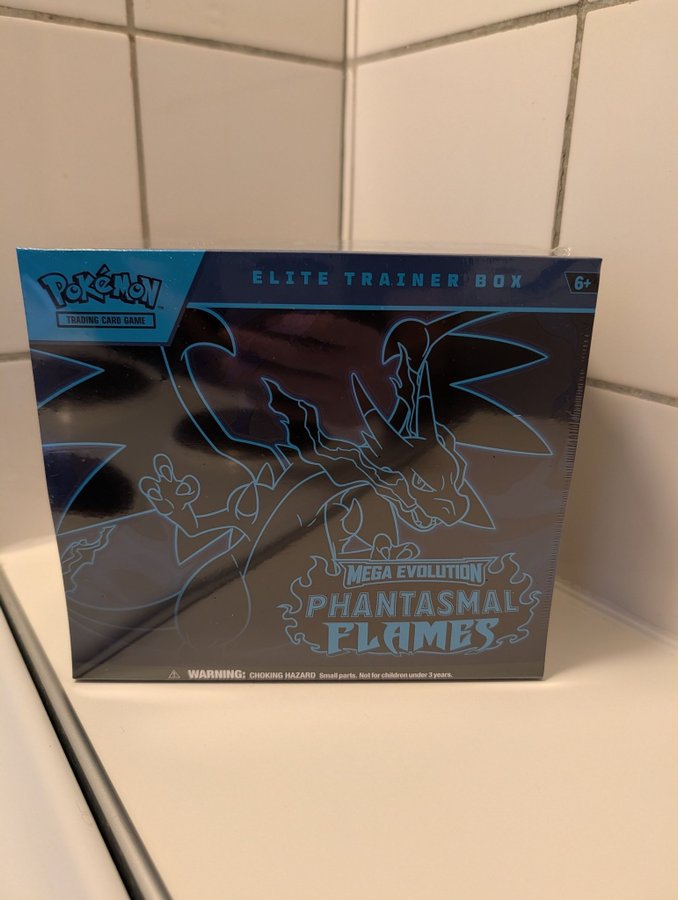 POKéMON
TRADING CARD GAME
ELITE TRAINER BOX
6+
MEGA EVOLUTION
PHANTASMAL
FLAMES
WARNING: CHOKING HAZARD Small parts. Not for children under 3 years.